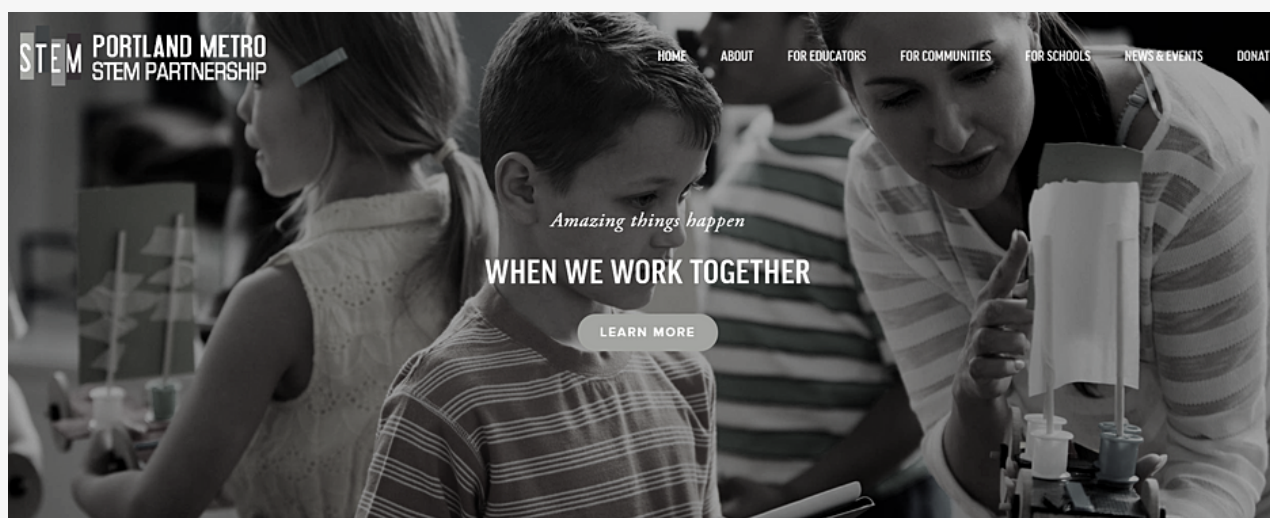 STEM
PORTLAND METRO
STEM PARTNERSHIP
HOME ABOUT FOR EDUCATORS FOR COMMUNITIES FOR SCHOOLS NEWS & EVENTS DONAT
Amazing things happen
WHEN WE WORK TOGETHER
LEARN MORE